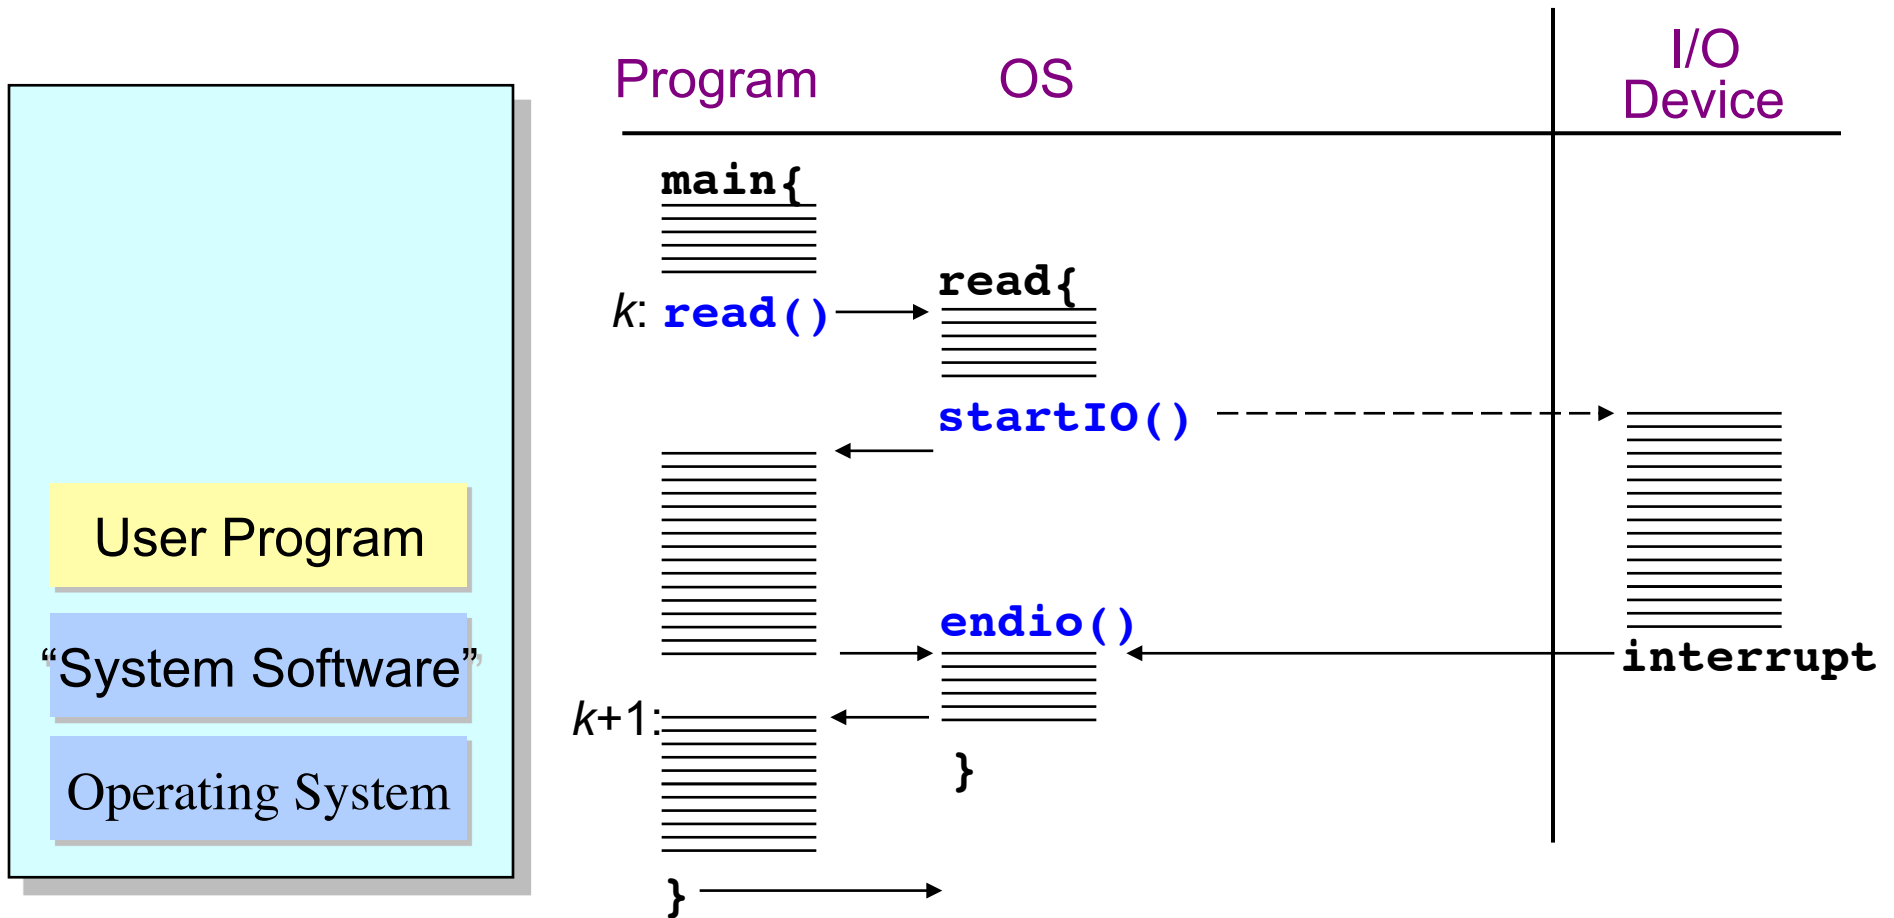 User Program
“System Software”
Operating System
Program OS I/O
Device
main{
read{
k: read()
startIO()
endio()
interrupt
k+1:
}
}